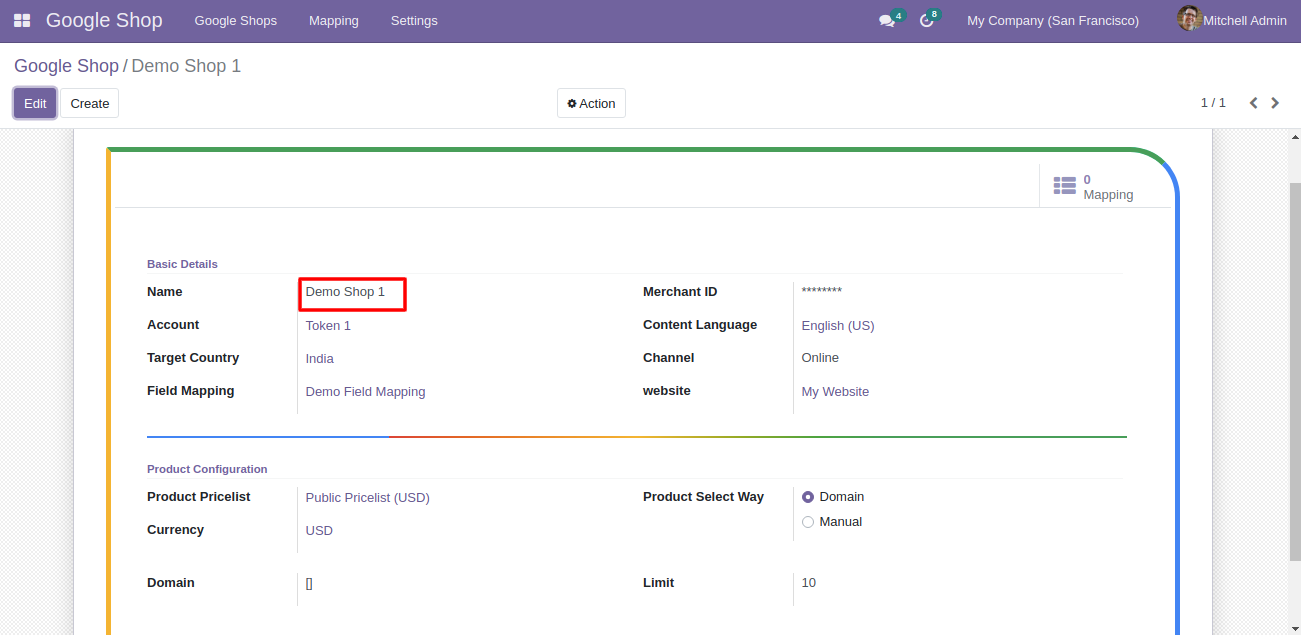 Google Shop Google Shops Mapping Settings 4 8 My Company (San Francisco) Mitchell Admin
Google Shop / Demo Shop 1
Edit Create Action 1 / 1
0
Mapping
Basic Details
Name Demo Shop 1 Merchant ID ********
Account Token 1 Content Language English (US)
Target Country India Channel Online
Field Mapping Demo Field Mapping website My Website
Product Configuration
Product Pricelist Public Pricelist (USD) Product Select Way Domain
Manual
Currency USD
Domain [] Limit 10